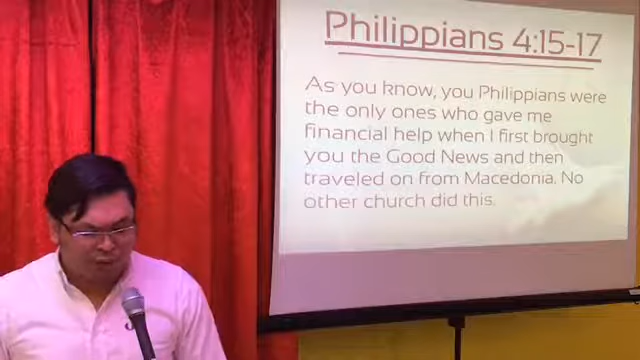 Philippians 4:15-17
As you know, you Philippians were
the only ones who gave me
financial help when I first brought
you the Good News and then
traveled on from Macedonia. No
other church did this.